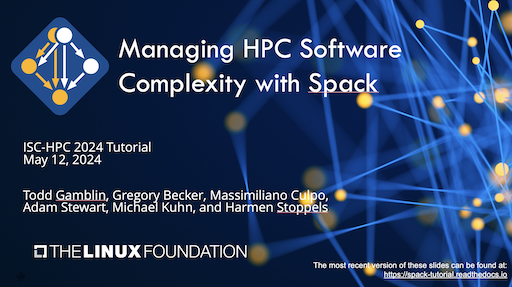 Managing HPC Software
Complexity with Spack
ISC-HPC 2024 Tutorial
May 12, 2024
Todd Gamblin, Gregory Becker, Massimiliano Culpo,
Adam Stewart, Michael Kuhn, and Harmen Stoppels
THE LINUX FOUNDATION
The most recent version of these slides can be found at:
https://spack-tutorial.readthedocs.io